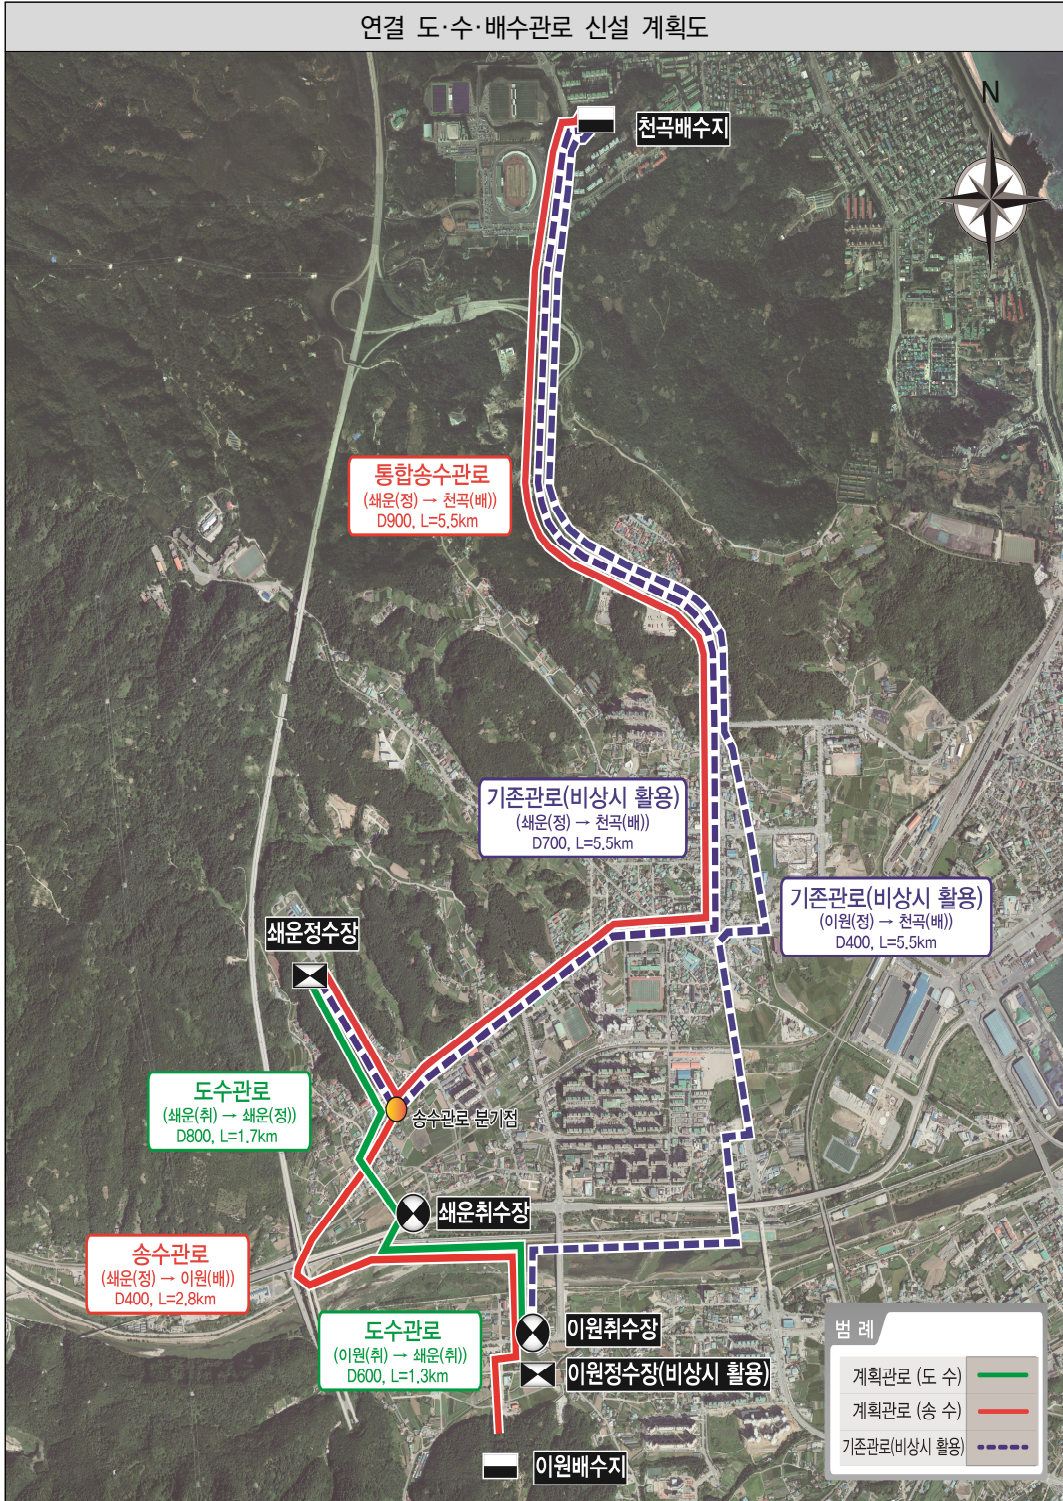 연결 도·수·배수관로 신설 계획도
N
천곡배수지
통합송수관로
(쇄운(정) → 천곡(배))
D900, L=5.5km
기존관로(비상시 활용)
(쇄운(정) → 천곡(배))
D700, L=5.5km
기존관로(비상시 활용)
(이원(정) → 천곡(배))
D400, L=5.5km
쇄운정수장
도수관로
(쇄운(취) → 쇄운(정))
D800, L=1.7km
송수관로 분기점
쇄운취수장
송수관로
(쇄운(정) → 이원(배))
D400, L=2.8km
도수관로
(이원(취) → 쇄운(취))
D600, L=1.3km
이원취수장
이원정수장(비상시 활용)
이원배수지
범 례
계획관로 (도 수)
계획관로 (송 수)
기존관로(비상시 활용)